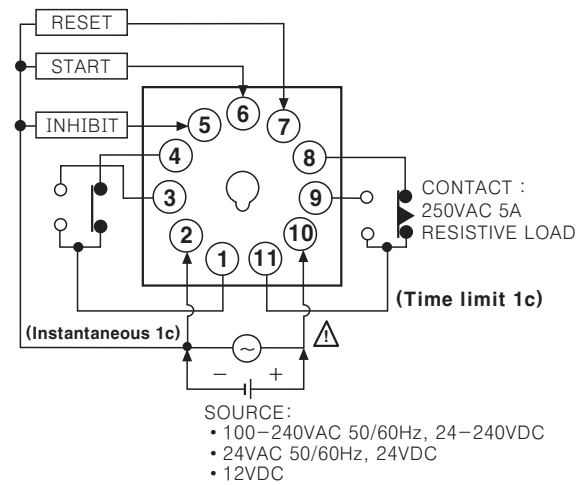 RESET
START
INHIBIT
6
5
7
4
8
3
9
2
10
1
11
CONTACT :
250VAC 5A
RESISTIVE LOAD
(Time limit 1c)
(Instantaneous 1c)
~
!
− +
SOURCE:
• 100−240VAC 50/60Hz, 24−240VDC
• 24VAC 50/60Hz, 24VDC
• 12VDC